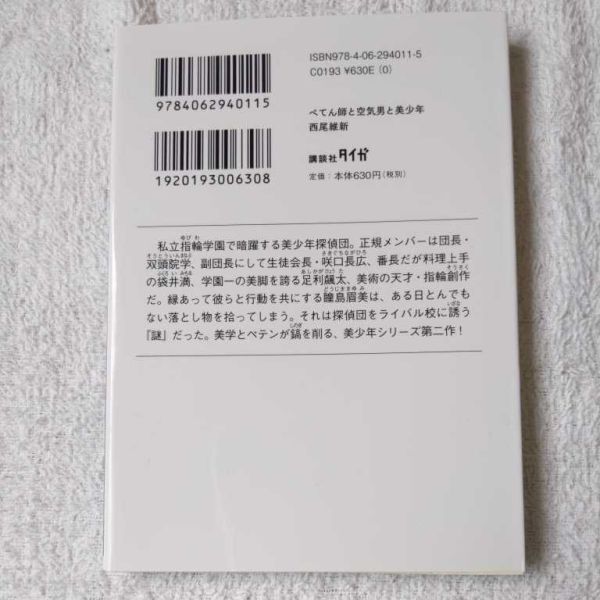 ISBN978-4-06-294011-5
C0193 ¥630E (0)
9784062940115
ぺてん師と空気男と美少年
西尾維新
1920193006308
講談社タイガ
定価：本体630円(税別)
私立指輪学園で暗躍する美少年探偵団。正規メンバーは団長・
双頭院学、副団長にして生徒会長・咲口長広、番長だが料理上手
の袋井満、学園一の美脚を誇る足利飆太、美術の天才・指輪創作
だ。縁あって彼らと行動を共にする瞳島眉美は、ある日とんでも
ない落とし物を拾ってしまう。それは探偵団をライバル校に誘う
『謎』だった。美学とペテンが鎬を削る、美少年シリーズ第二作！